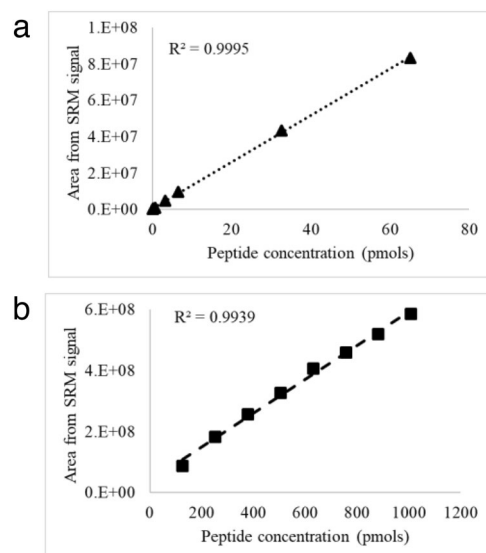 a
1.E+08
8.E+07
6.E+07
4.E+07
2.E+07
0.E+00
R² = 0.9995
Area from SRM signal
0 20 40 60 80
Peptide concentration (pmols)
b
6.E+08
4.E+08
2.E+08
0.E+00
R² = 0.9939
Area from SRM signal
0 200 400 600 800 1000 1200
Peptide concentration (pmols)